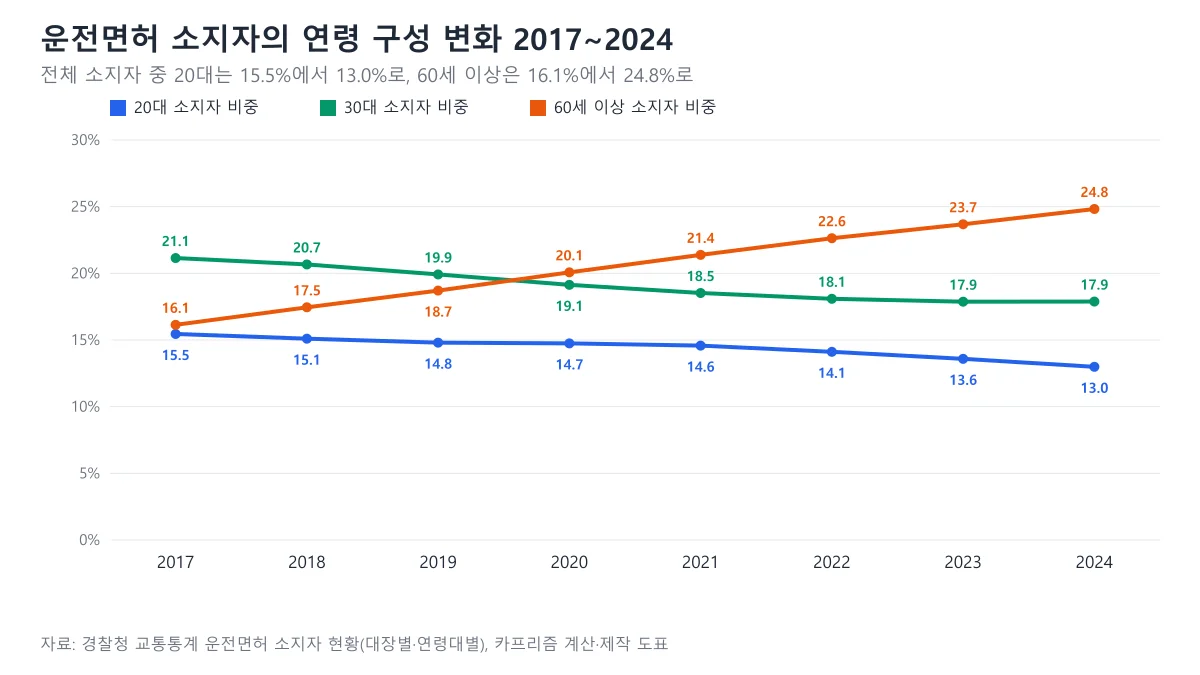 운전면허 소지자의 연령 구성 변화 2017~2024
전체 소지자 중 20대는 15.5%에서 13.0%로, 60세 이상은 16.1%에서 24.8%로
20대 소지자 비중 30대 소지자 비중 60세 이상 소지자 비중
30%
25%
20%
15%
10%
5%
0%
21.1 20.7 19.9 19.1 18.5 18.1 17.9 17.9
16.1 17.5 18.7 20.1 21.4 22.6 23.7 24.8
15.5 15.1 14.8 14.7 14.6 14.1 13.6 13.0
2017 2018 2019 2020 2021 2022 2023 2024
자료: 경찰청 교통통계 운전면허 소지자 현황(대장별·연령대별), 카프리즘 계산·제작 도표